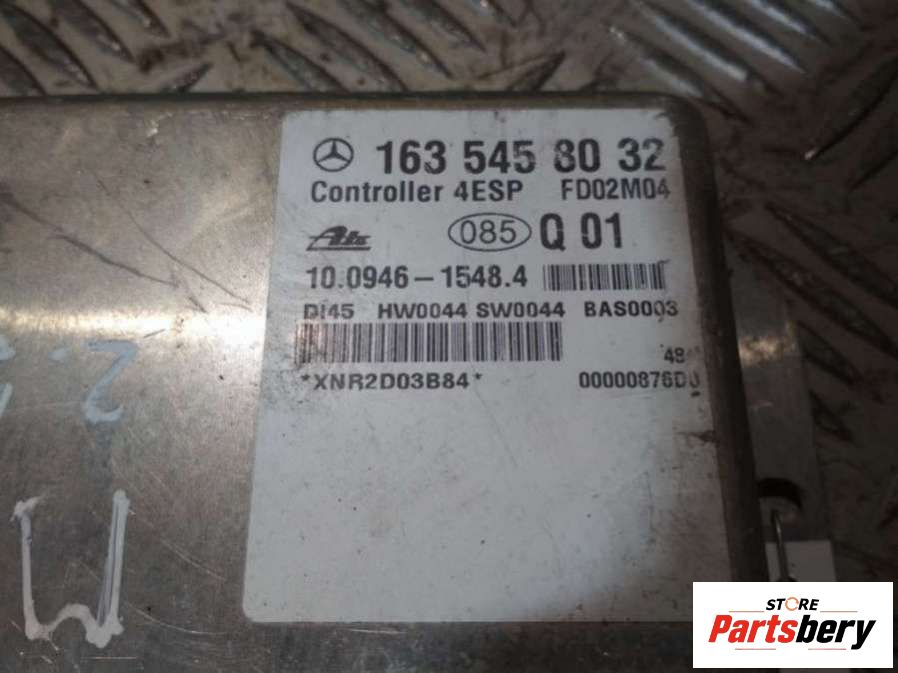 163 545 80 32
Controller 4ESP FD02M04
Ate 085 Q 01
10.0946-1548.4
DI45 HW0044 SW0044 BAS0003
48
*XNR2D03B84*
M
STORE
Partsbery